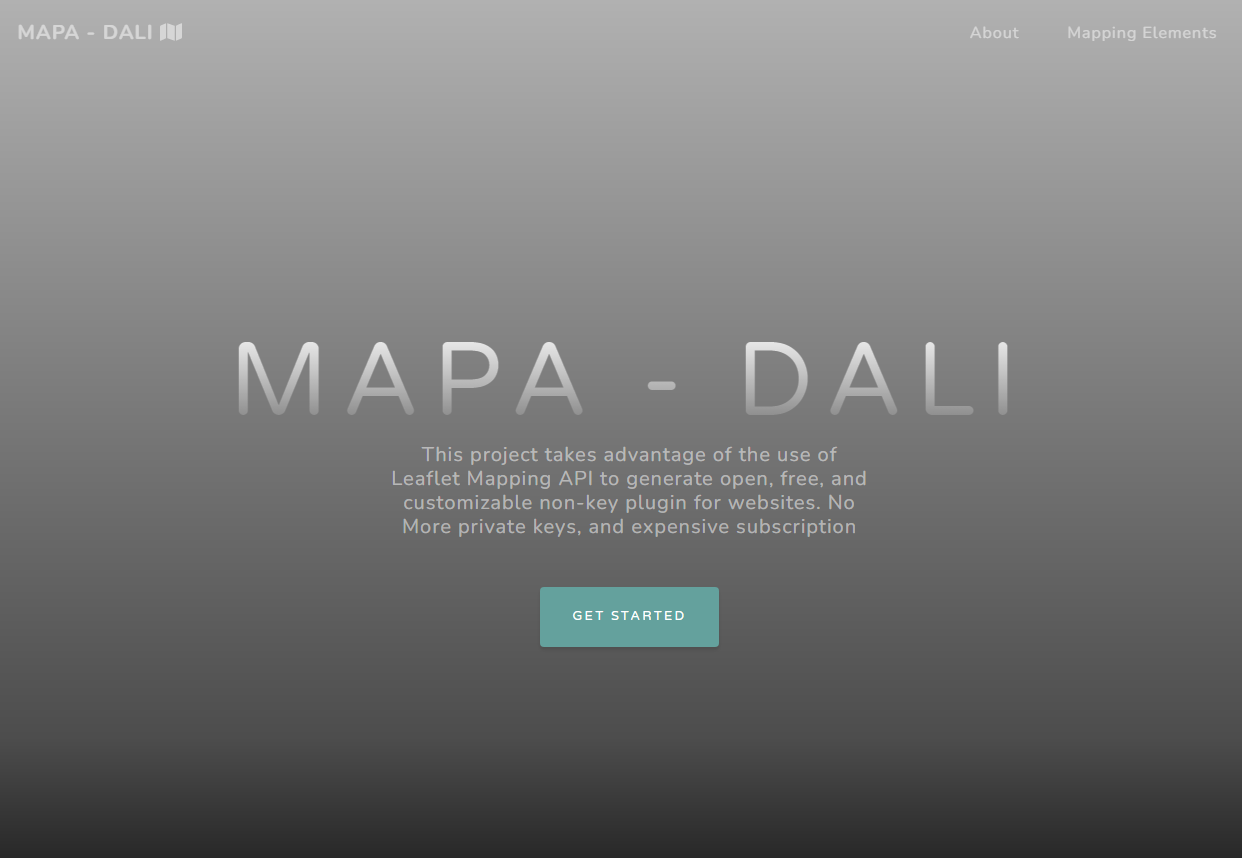 MAPA - DALI
About
Mapping Elements
MAPA - DALI
This project takes advantage of the use of
Leaflet Mapping API to generate open, free, and
customizable non-key plugin for websites. No
More private keys, and expensive subscription
GET STARTED